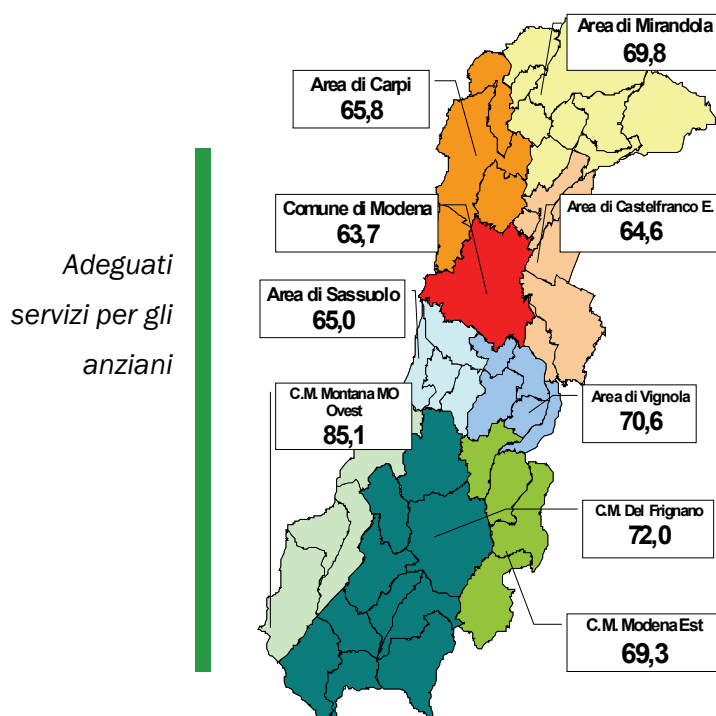 Area di Mirandola
69,8
Area di Carpi
65,8
Comune di Modena
63,7
Area di Castelfranco E.
64,6
Adeguati
servizi per gli
anziani
Area di Sassuolo
65,0
C.M. Montana MO
Ovest
85,1
Area di Vignola
70,6
C.M. Del Frignano
72,0
C.M. Modena Est
69,3